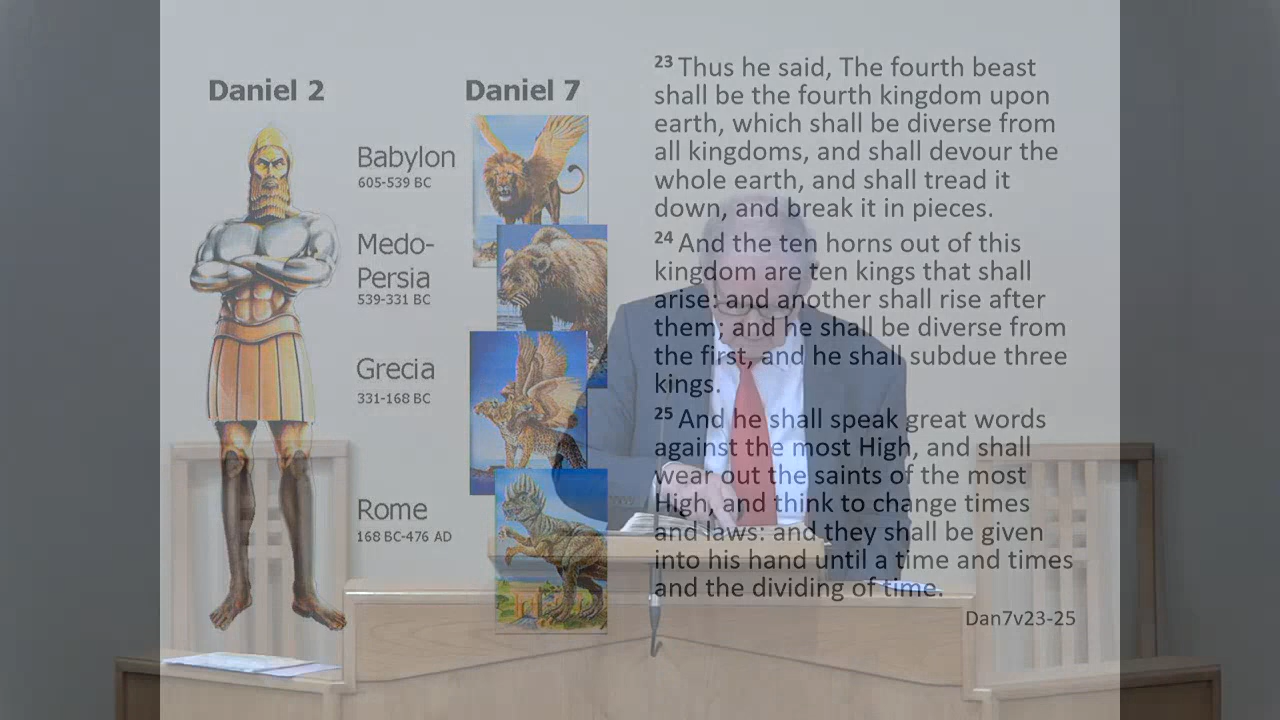 Daniel 2
Daniel 7
Babylon
605-539 BC
Medo-
Persia
539-331 BC
Grecia
331-168 BC
Rome
168 BC-476 AD
23 Thus he said, The fourth beast
shall be the fourth kingdom upon
earth, which shall be diverse from
all kingdoms, and shall devour the
whole earth, and shall tread it
down, and break it in pieces.
24 And the ten horns out of this
kingdom are ten kings that shall
arise: and another shall rise after
them; and he shall be diverse from
the first, and he shall subdue three
kings.
25 And he shall speak great words
against the most High, and shall
wear out the saints of the most
High, and think to change times
and laws: and they shall be given
into his hand until a time and times
and the dividing of time.
Dan7v23-25